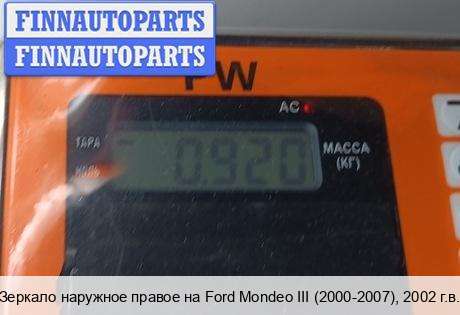 FINNAUTOPARTS
FINNAUTOPARTS
PW
AC
ТАРА
НОЛЬ
0.920
МАССА
(КГ)
Зеркало наружное правое на Ford Mondeo III (2000-2007), 2002 г.в.